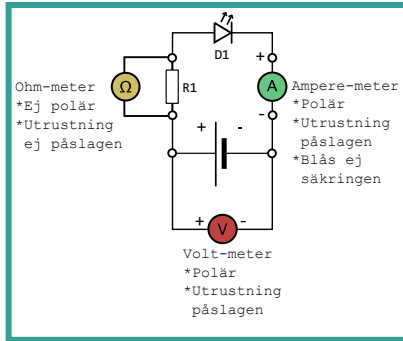 D1
+
Ohm-meter
*Ej polär
*Utrustning
ej påslagen
Ω
R1
A
Ampere-meter
*Polär
*Utrustning
påslagen
*Blås ej
säkringen
-
+ -
+ -
V
Volt-meter
*Polär
*Utrustning
påslagen